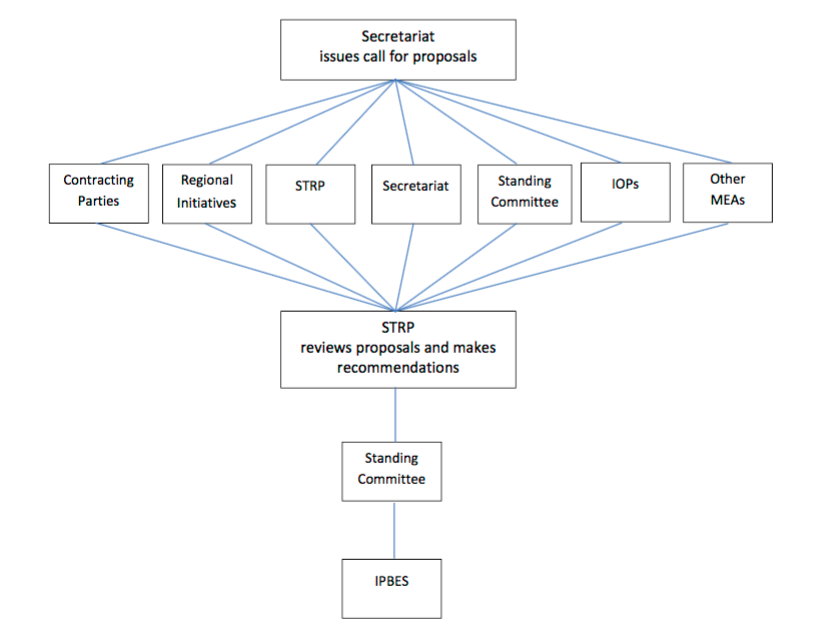 Secretariat
issues call for proposals
Contracting
Parties
Regional
Initiatives
STRP
Secretariat
Standing
Committee
IOPs
Other
MEAs
STRP
reviews proposals and makes
recommendations
Standing
Committee
IPBES